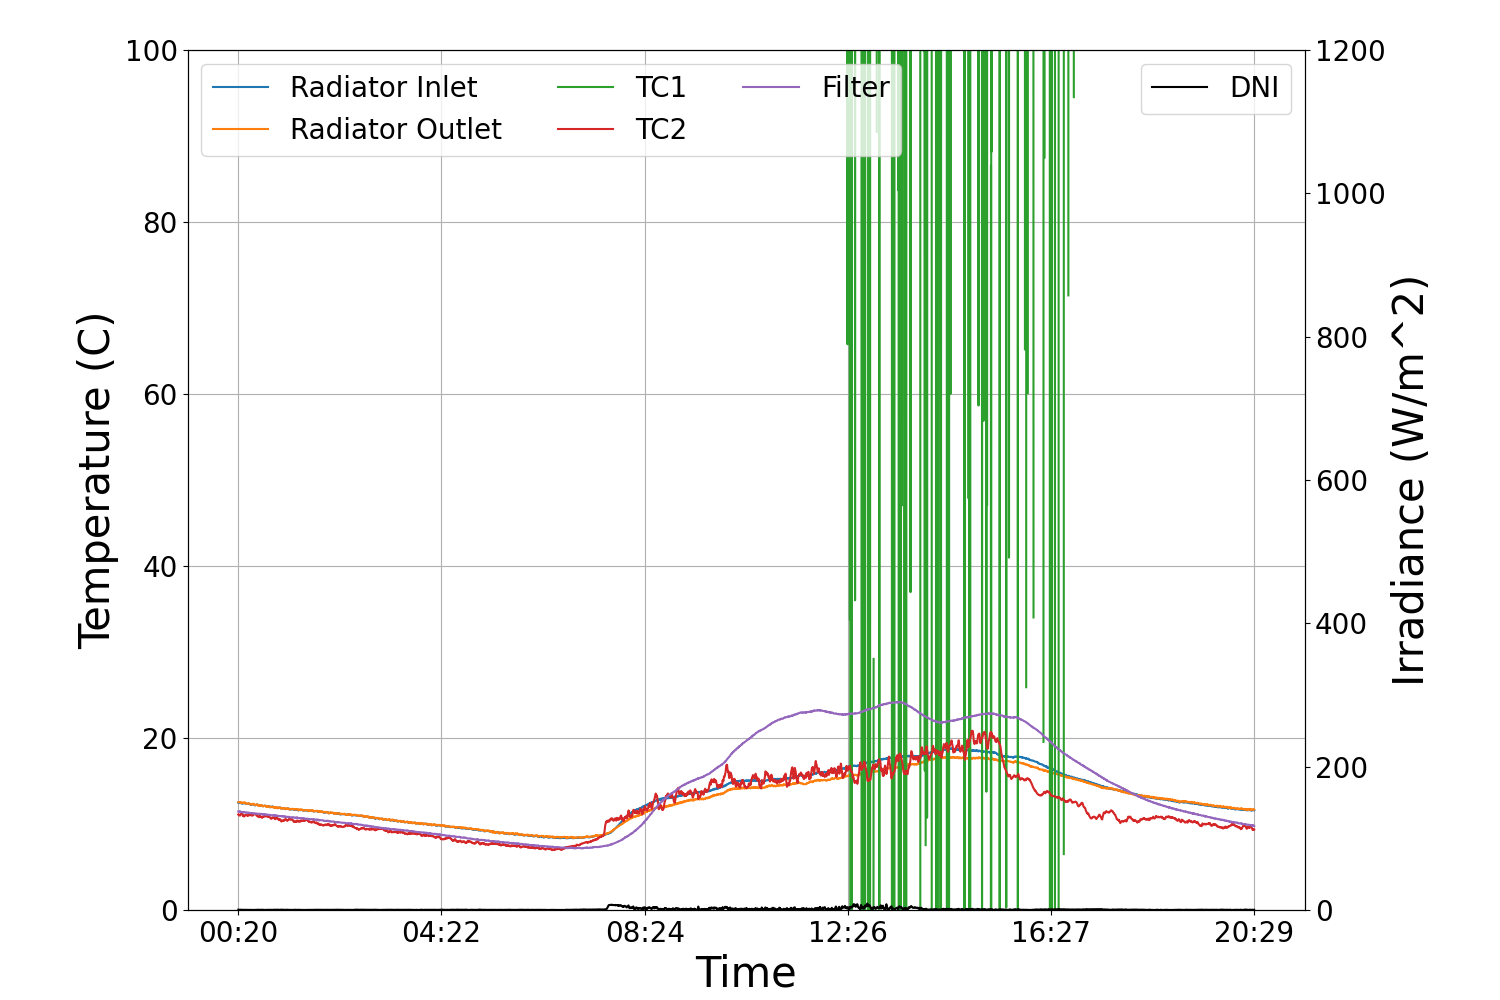 100
80
60
40
20
0
Temperature (C)
Radiator Inlet
Radiator Outlet
TC1
TC2
Filter
DNI
1200
1000
800
600
400
200
0
Irradiance (W/m^2)
00:20 04:22 08:24 12:26 16:27 20:29
Time